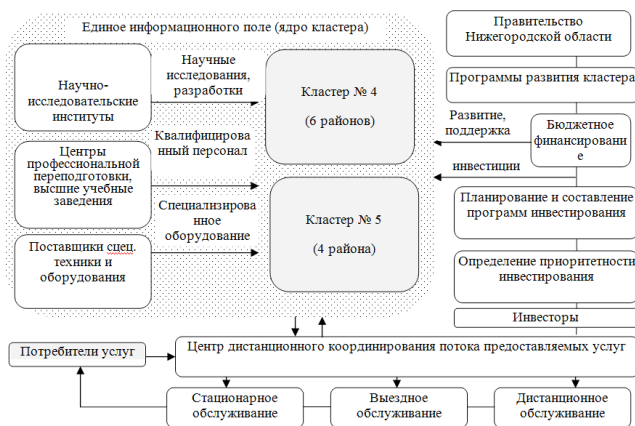 Единое информационного поле (ядро кластера)
Научно-
исследовательские
институты
Научные
исследования,
разработки
Кластер № 4
(6 районов)
Центры
профессиональной
переподготовки,
высшие учебные
заведения
Квалифицирова
нный персонал
Кластер № 5
(4 района)
Поставщики спец.
техники и
оборудования
Специализирова
нное
оборудование
Правительство
Нижегородской области
Программы развития кластера
Развитие,
поддержка
Бюджетное
финансировани
е
инвестиции
Планирование и составление
программ инвестирования
Определение приоритетности
инвестирования
Инвесторы
Потребители услуг
Центр дистанционного координирования потока предоставляемых услуг
Стационарное
обслуживание
Выездное
обслуживание
Дистанционное
обслуживание